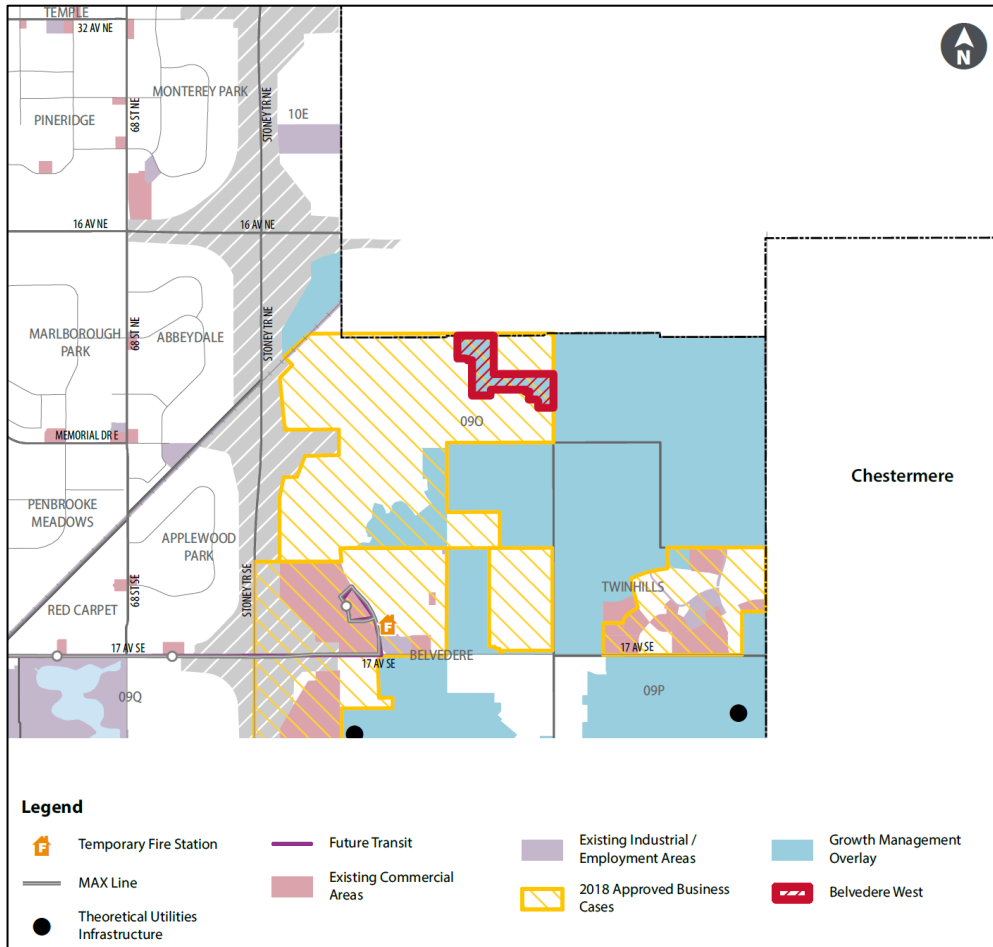 TEMPLE
32 AV NE
N
MONTEREY PARK
68 ST NE
STONEY TR NE
10E
PINERIDGE
16 AV NE
16 AV NE
MARLBOROUGH
PARK
68 ST NE
ABBEYDALE
STONEY TR NE
09O
MEMORIAL DR E
Chestermere
PENBROOKE
MEADOWS
APPLEWOOD
PARK
68 ST SE
STONEY TR SE
TWINHILLS
RED CARPET
F
17 AV SE
17 AV SE
BELVEDERE
17 AV SE
09Q
09P
Legend
F
Temporary Fire Station
MAX Line
Theoretical Utilities
Infrastructure
Future Transit
Existing Commercial
Areas
Existing Industrial /
Employment Areas
2018 Approved Business
Cases
Growth Management
Overlay
Belvedere West